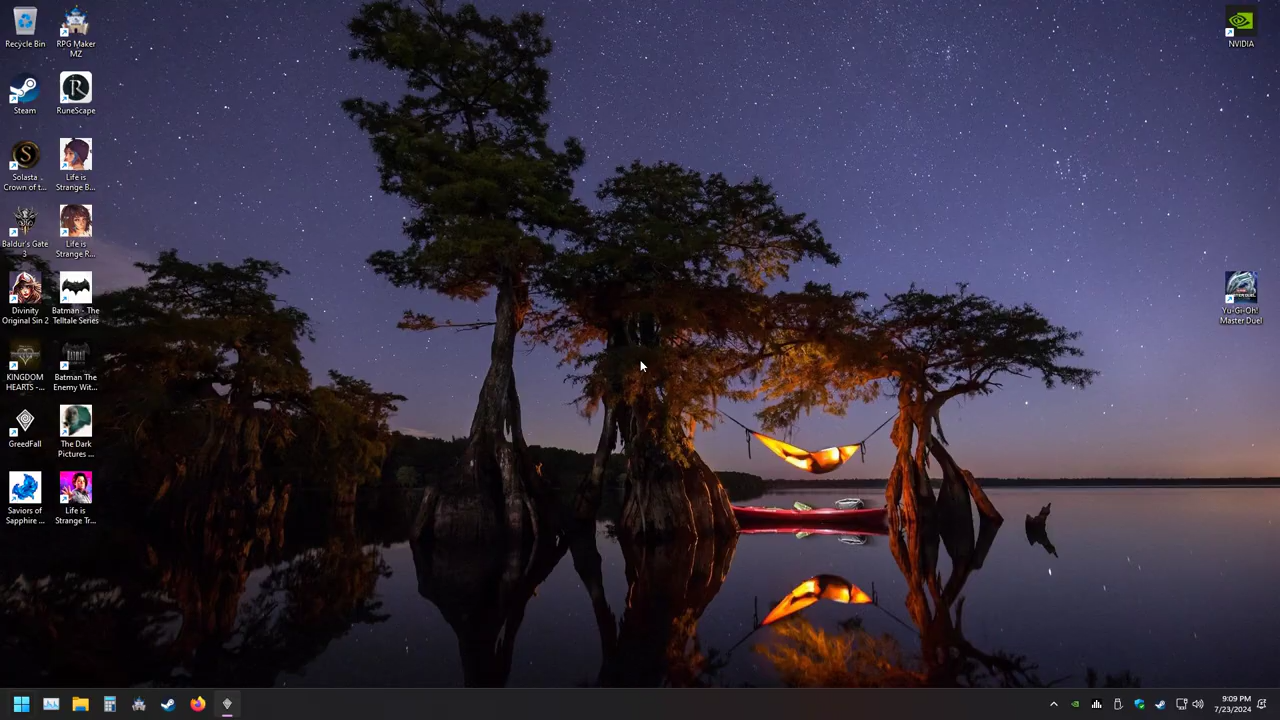 Recycle Bin
RPG Maker
MZ
NVIDIA
Steam
RuneScape
Solasta
Crown of t...
Life is
Strange B...
Baldur's Gate
3
Life is
Strange R...
Divinity
Original Sin 2
Batman - The
Telltale Series
Yu-Gi-Oh!
Master Duel
KINGDOM
HEARTS -...
Batman The
Enemy Wit...
GreedFall
The Dark
Pictures ...
Saviors of
Sapphire ...
Life is
Strange Tr...
9:09 PM
7/23/2024